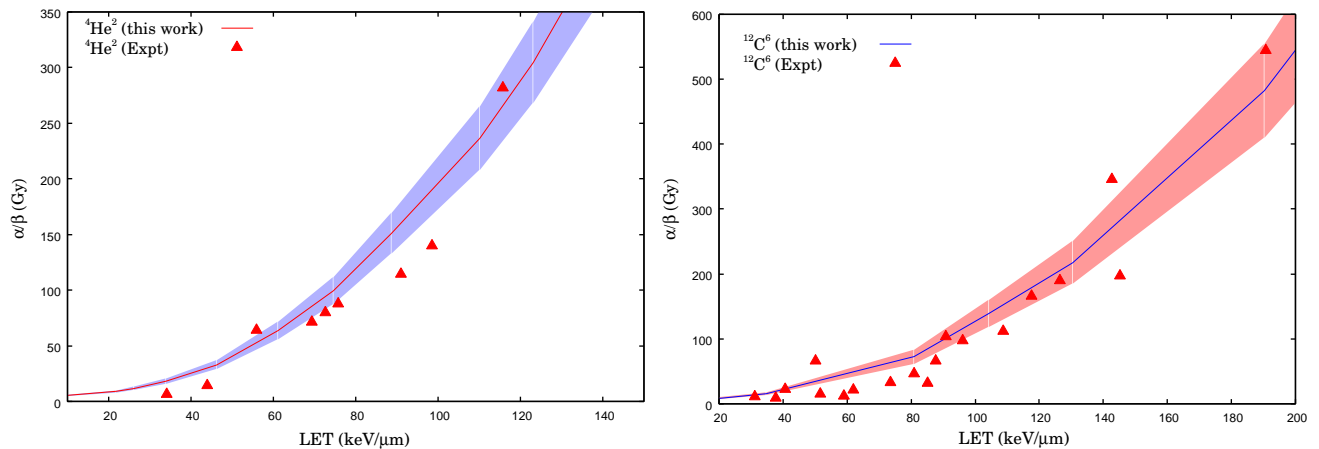 350
300
250
200
150
100
50
0
α/β (Gy)
⁴He² (this work)
⁴He² (Expt)
20 40 60 80 100 120 140
LET (keV/μm)
600
500
400
300
200
100
0
α/β (Gy)
¹²C⁶ (this work)
¹²C⁶ (Expt)
20 40 60 80 100 120 140 160 180 200
LET (keV/μm)